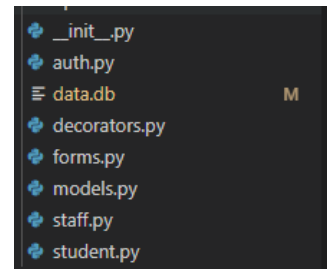 __init__.py
auth.py
data.db M
decorators.py
forms.py
models.py
staff.py
student.py